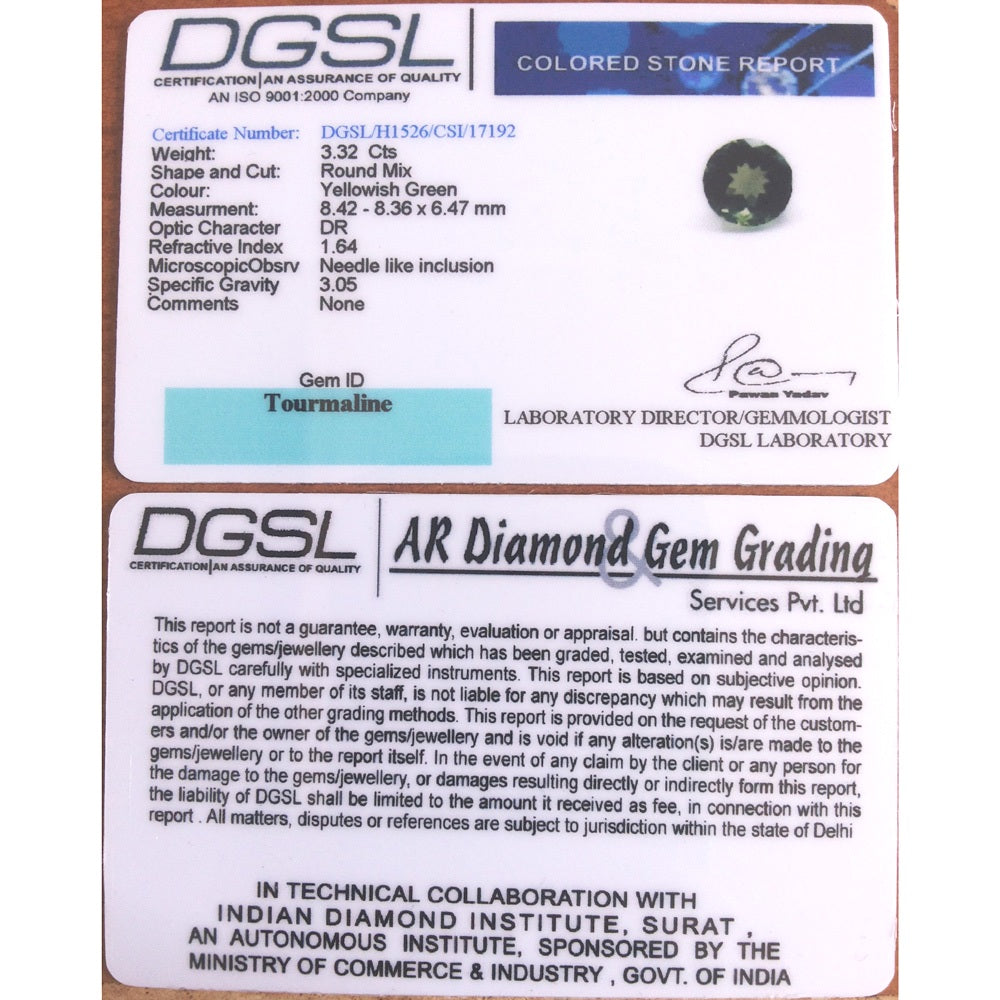 DGSL
CERTIFICATION|AN ASSURANCE OF QUALITY
AN ISO 9001:2000 Company
COLORED STONE REPORT
Certificate Number: DGSL/H1526/CSI/17192
Weight: 3.32 Cts
Shape and Cut: Round Mix
Colour: Yellowish Green
Measurment: 8.42 - 8.36 x 6.47 mm
Optic Character DR
Refractive Index 1.64
MicroscopicObsrv Needle like inclusion
Specific Gravity 3.05
Comments None
Gem ID
Tourmaline
Pawan Yadav
LABORATORY DIRECTOR/GEMMOLOGIST
DGSL LABORATORY
DGSL
CERTIFICATION|AN ASSURANCE OF QUALITY
AR Diamond & Gem Grading
Services Pvt. Ltd
This report is not a guarantee, warranty, evaluation or appraisal. but contains the characteris-
tics of the gems/jewellery described which has been graded, tested, examined and analysed
by DGSL carefully with specialized instruments. This report is based on subjective opinion.
DGSL, or any member of its staff, is not liable for any discrepancy which may result from the
application of the other grading methods. This report is provided on the request of the custom-
ers and/or the owner of the gems/jewellery and is void if any alteration(s) is/are made to the
gems/jewellery or to the report itself. In the event of any claim by the client or any person for
the damage to the gems/jewellery, or damages resulting directly or indirectly form this report,
the liability of DGSL shall be limited to the amount it received as fee, in connection with this
report . All matters, disputes or references are subject to jurisdiction within the state of Delhi
IN TECHNICAL COLLABORATION WITH
INDIAN DIAMOND INSTITUTE, SURAT ,
AN AUTONOMOUS INSTITUTE, SPONSORED BY THE
MINISTRY OF COMMERCE & INDUSTRY , GOVT. OF INDIA